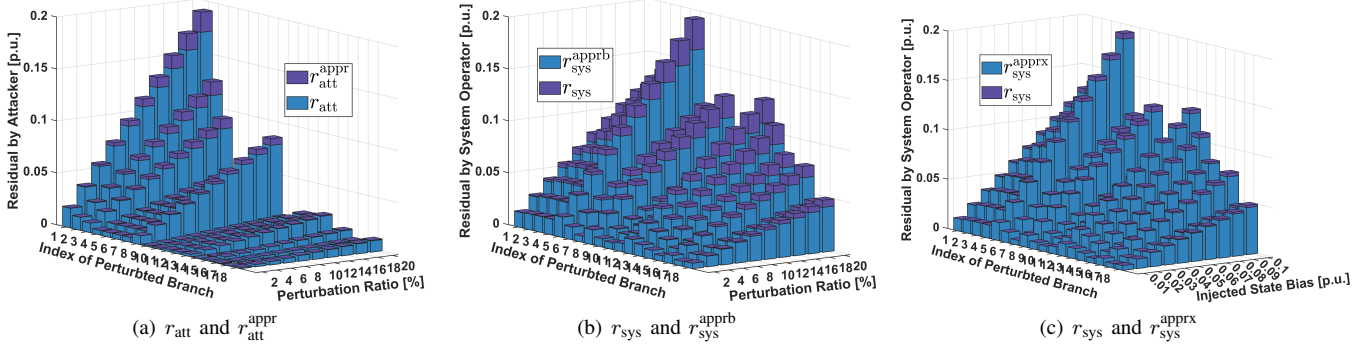 Residual by Attacker [p.u.]
0.2
0.15
0.1
0.05
0
r_att^appr
r_att
1 2 3 4 5 6 7 8 9 10 11 12 13 14 15 16 17 18
Index of Perturbted Branch
2 4 6 8 10 12 14 16 18 20
Perturbation Ratio [%]
(a) r_att and r_att^appr
Residual by System Operator [p.u.]
0.2
0.15
0.1
0.05
0
r_sys^apprb
r_sys
1 2 3 4 5 6 7 8 9 10 11 12 13 14 15 16 17 18
Index of Perturbted Branch
2 4 6 8 10 12 14 16 18 20
Perturbation Ratio [%]
(b) r_sys and r_sys^apprb
Residual by System Operator [p.u.]
0.2
0.15
0.1
0.05
0
r_sys^apprx
r_sys
1 2 3 4 5 6 7 8 9 10 11 12 13 14 15 16 17 18
Index of Perturbted Branch
0.01 0.02 0.03 0.04 0.05 0.06 0.07 0.08 0.09 0.1
Injected State Bias [p.u.]
(c) r_sys and r_sys^apprx